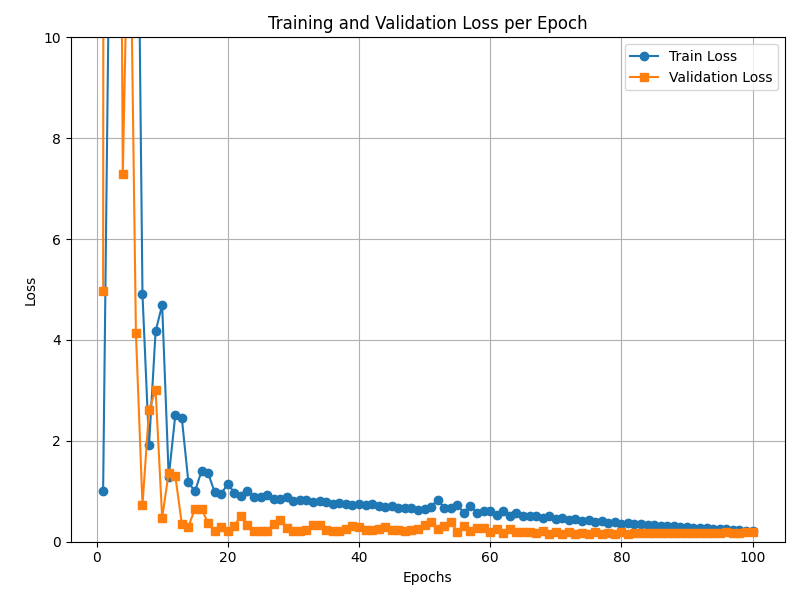 Training and Validation Loss per Epoch
Train Loss
Validation Loss
Loss
10
8
6
4
2
0
0 20 40 60 80 100
Epochs